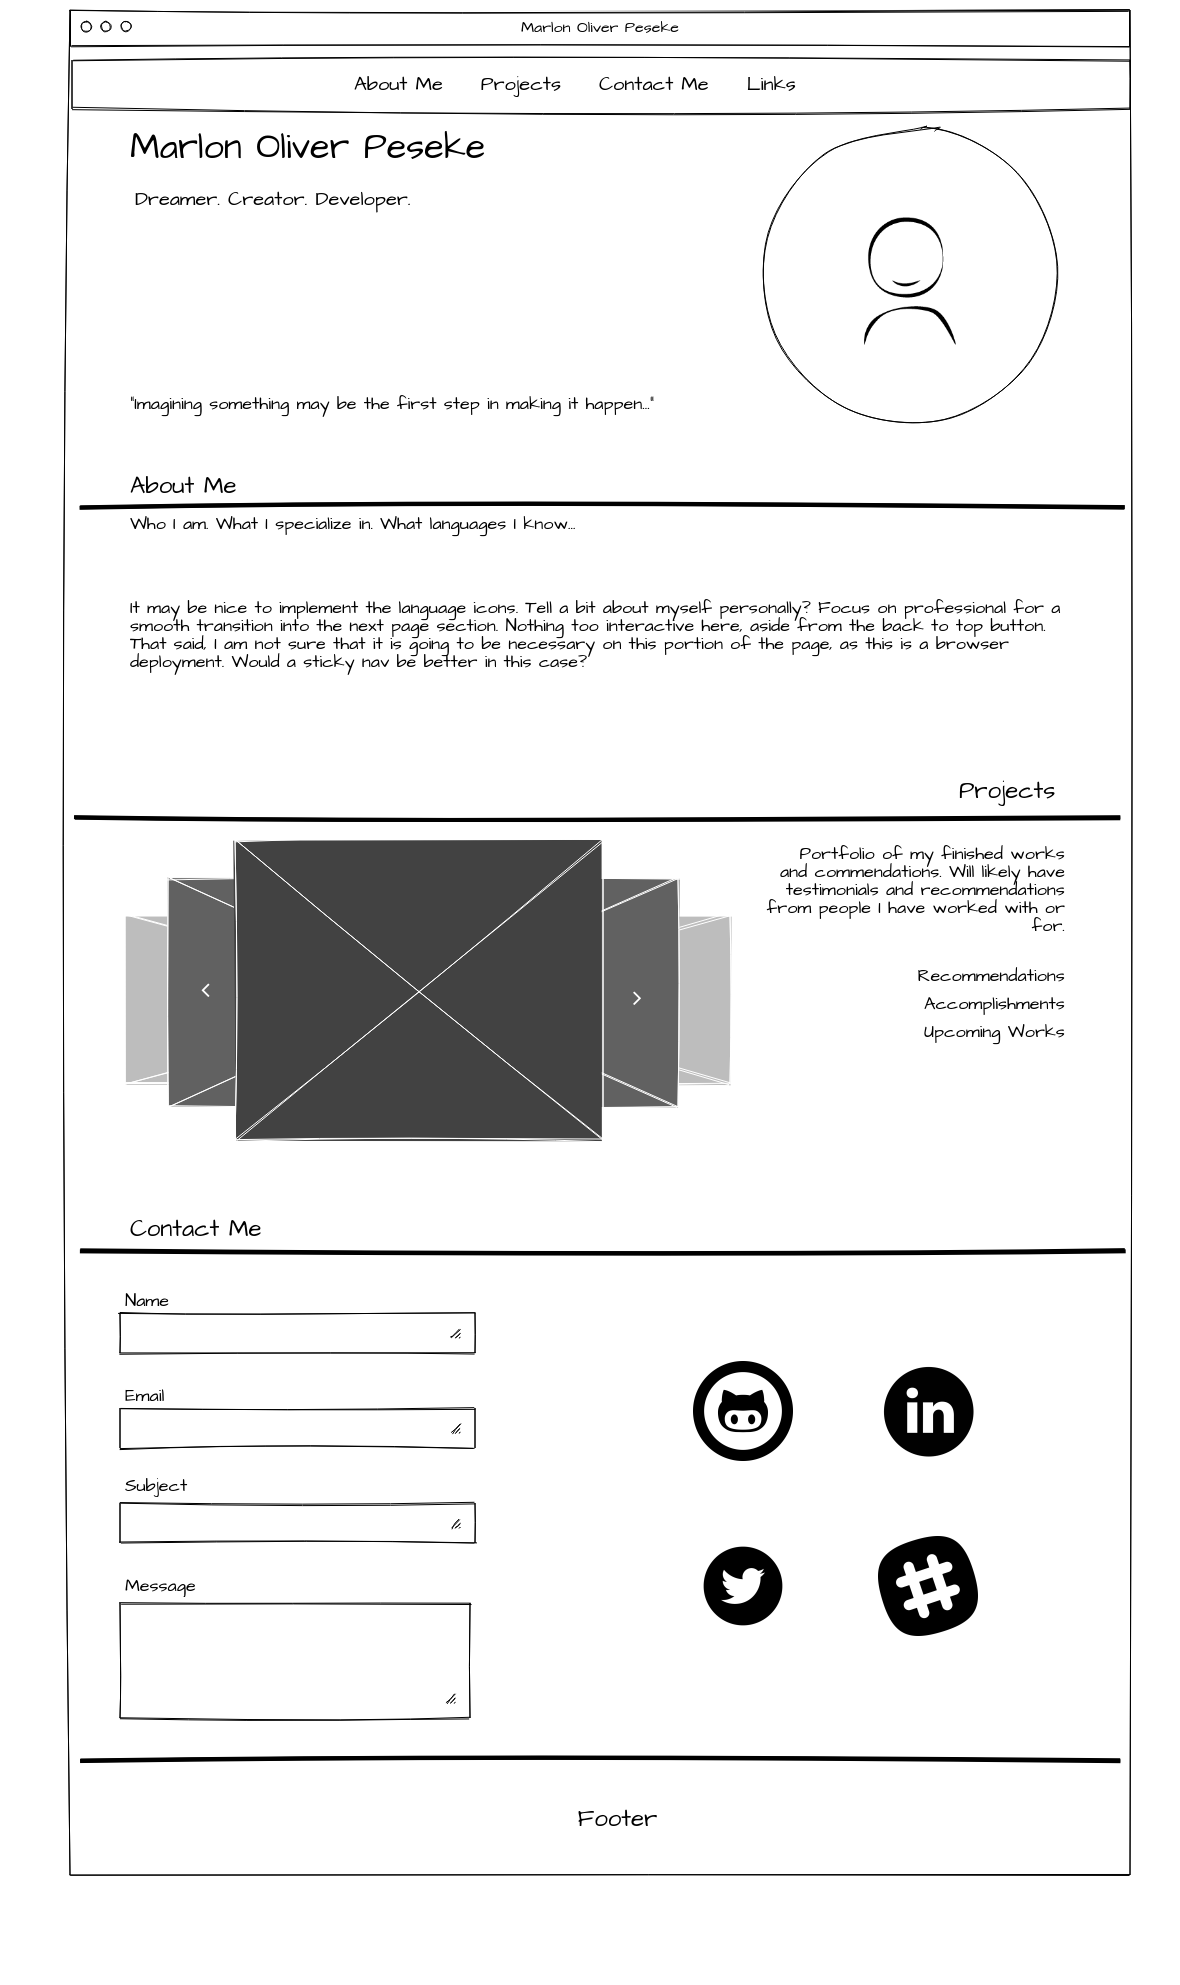 Marlon Oliver Peseke
About Me
Projects
Contact Me
Links
Marlon Oliver Peseke
Dreamer. Creator. Developer.
"Imagining something may be the first step in making it happen..."
About Me
Who I am. What I specialize in. What languages I know...
It may be nice to implement the language icons. Tell a bit about myself personally? Focus on professional for a
smooth transition into the next page section. Nothing too interactive here, aside from the back to top button.
That said, I am not sure that it is going to be necessary on this portion of the page, as this is a browser
deployment. Would a sticky nav be better in this case?
Projects
Portfolio of my finished works
and commendations. Will likely have
testimonials and recommendations
from people I have worked with or
for.
Recommendations
Accomplishments
Upcoming Works
Contact Me
Name
Email
Subject
Message
in
Footer